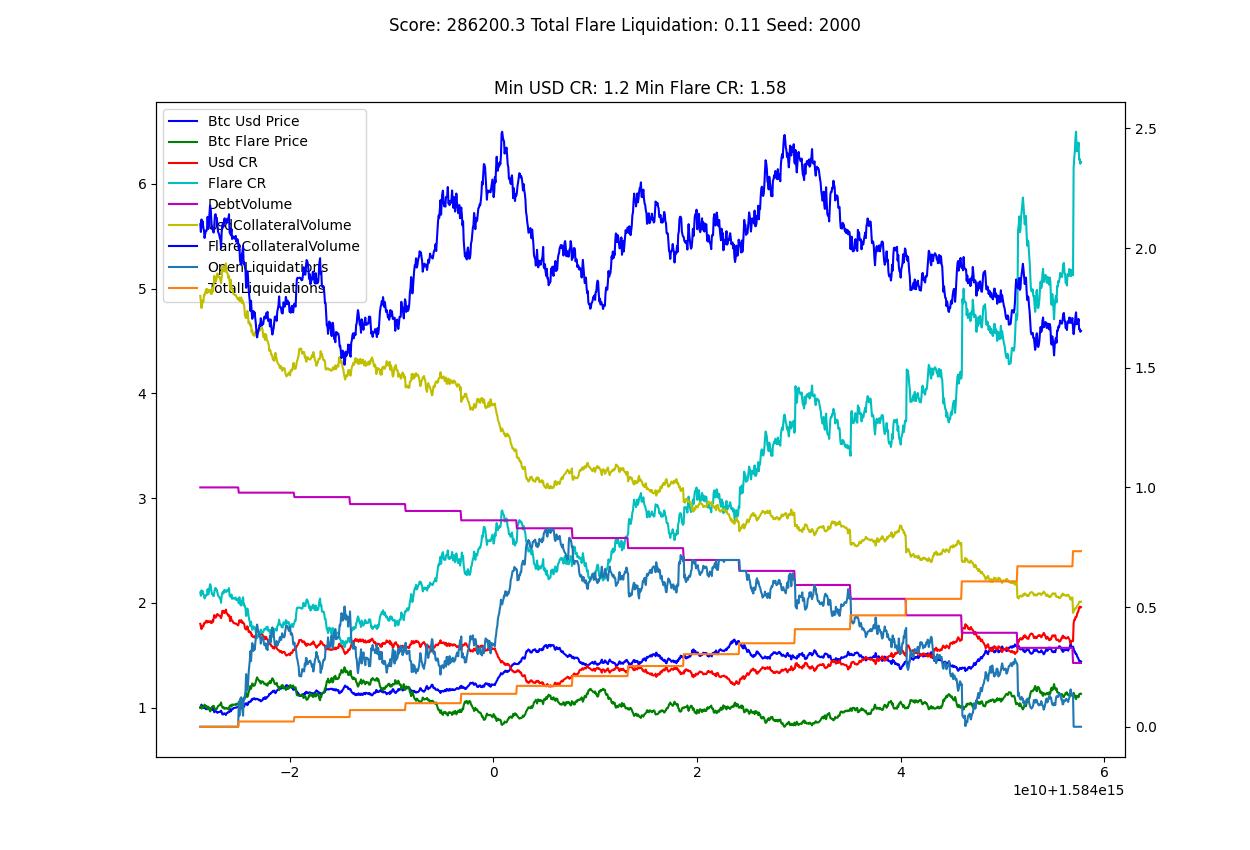 Score: 286200.3 Total Flare Liquidation: 0.11 Seed: 2000
Min USD CR: 1.2 Min Flare CR: 1.58
Btc Usd Price
Btc Flare Price
Usd CR
Flare CR
DebtVolume
UsdCollateralVolume
FlareCollateralVolume
OpenLiquidations
TotalLiquidations
6
5
4
3
2
1
2.5
2.0
1.5
1.0
0.5
0.0
−2
0
2
4
6
1e10+1.584e15